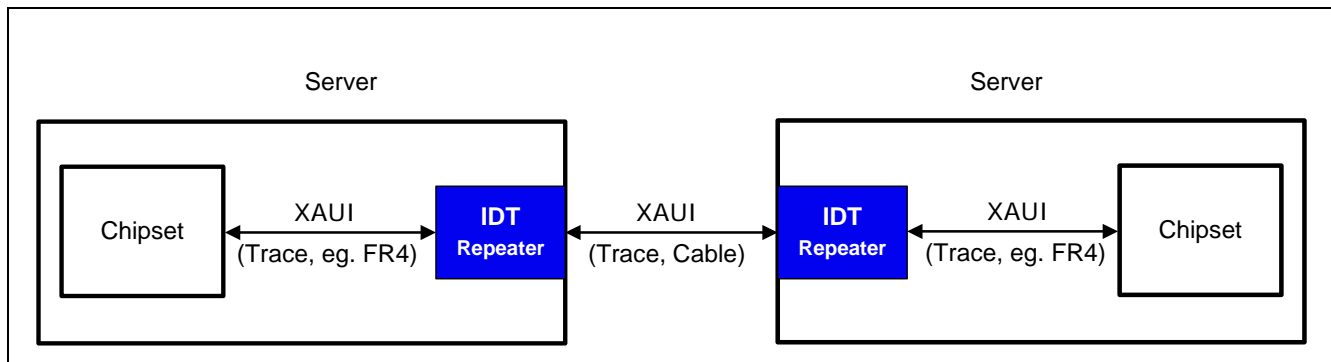 Server
Server
Chipset
XAUI
(Trace, eg. FR4)
IDT
Repeater
XAUI
(Trace, Cable)
IDT
Repeater
XAUI
(Trace, eg. FR4)
Chipset